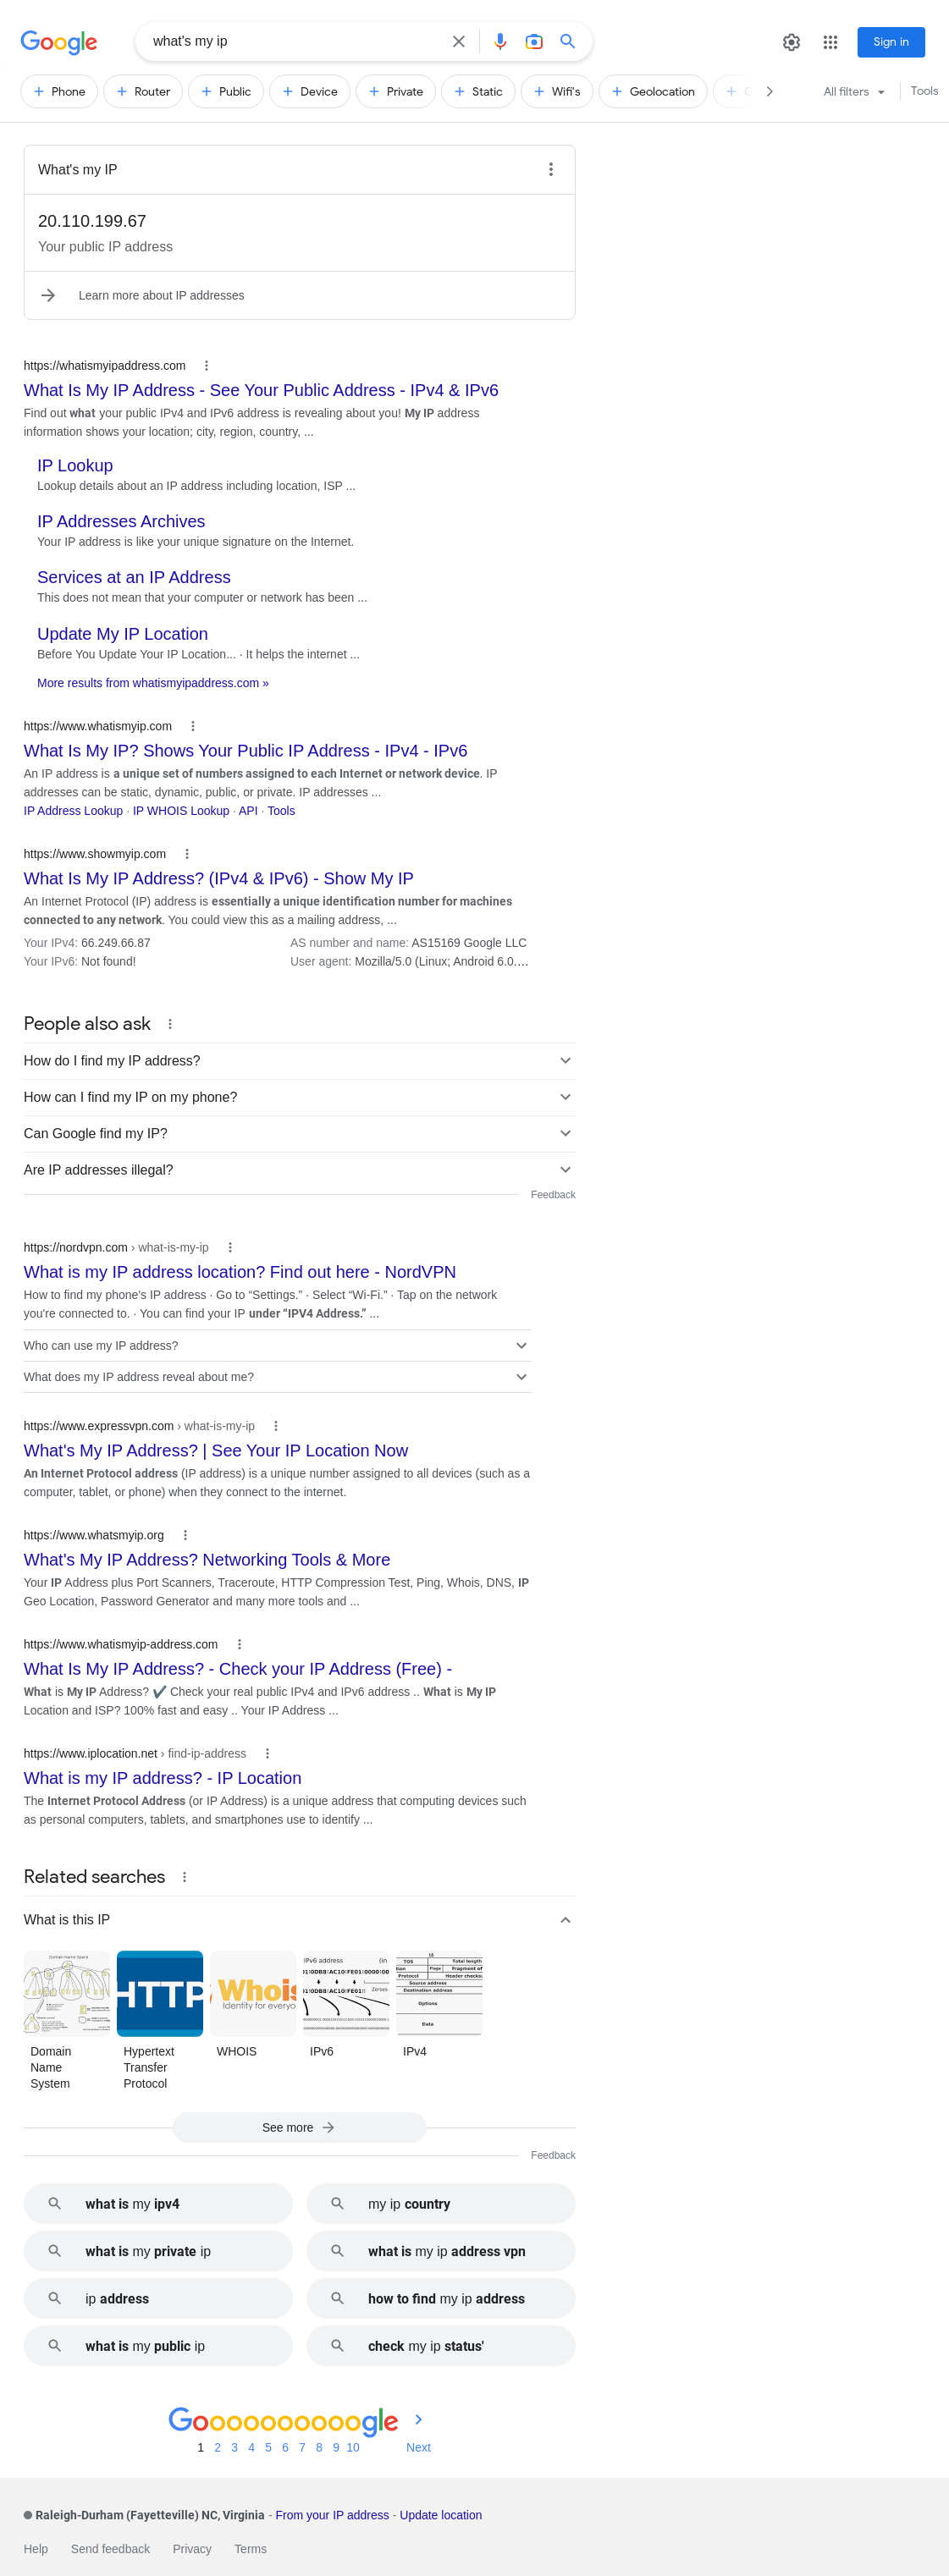 Google
what's my ip
Sign in
Phone
Router
Public
Device
Private
Static
Wifi's
Geolocation
All filters
Tools
What's my IP
20.110.199.67
Your public IP address
Learn more about IP addresses
https://whatismyipaddress.com
What Is My IP Address - See Your Public Address - IPv4 & IPv6
Find out what your public IPv4 and IPv6 address is revealing about you! My IP address
information shows your location; city, region, country, ...
IP Lookup
Lookup details about an IP address including location, ISP ...
IP Addresses Archives
Your IP address is like your unique signature on the Internet.
Services at an IP Address
This does not mean that your computer or network has been ...
Update My IP Location
Before You Update Your IP Location... · It helps the internet ...
More results from whatismyipaddress.com »
https://www.whatismyip.com
What Is My IP? Shows Your Public IP Address - IPv4 - IPv6
An IP address is a unique set of numbers assigned to each Internet or network device. IP
addresses can be static, dynamic, public, or private. IP addresses ...
IP Address Lookup · IP WHOIS Lookup · API · Tools
https://www.showmyip.com
What Is My IP Address? (IPv4 & IPv6) - Show My IP
An Internet Protocol (IP) address is essentially a unique identification number for machines
connected to any network. You could view this as a mailing address, ...
Your IPv4: 66.249.66.87
AS number and name: AS15169 Google LLC
Your IPv6: Not found!
User agent: Mozilla/5.0 (Linux; Android 6.0.…
People also ask
How do I find my IP address?
How can I find my IP on my phone?
Can Google find my IP?
Are IP addresses illegal?
Feedback
https://nordvpn.com › what-is-my-ip
What is my IP address location? Find out here - NordVPN
How to find my phone's IP address · Go to “Settings.” · Select “Wi-Fi.” · Tap on the network
you're connected to. · You can find your IP under “IPV4 Address.” ...
Who can use my IP address?
What does my IP address reveal about me?
https://www.expressvpn.com › what-is-my-ip
What's My IP Address? | See Your IP Location Now
An Internet Protocol address (IP address) is a unique number assigned to all devices (such as a
computer, tablet, or phone) when they connect to the internet.
https://www.whatsmyip.org
What's My IP Address? Networking Tools & More
Your IP Address plus Port Scanners, Traceroute, HTTP Compression Test, Ping, Whois, DNS, IP
Geo Location, Password Generator and many more tools and ...
https://www.whatismyip-address.com
What Is My IP Address? - Check your IP Address (Free) -
What is My IP Address? ✔ Check your real public IPv4 and IPv6 address .. What is My IP
Location and ISP? 100% fast and easy .. Your IP Address ...
https://www.iplocation.net › find-ip-address
What is my IP address? - IP Location
The Internet Protocol Address (or IP Address) is a unique address that computing devices such
as personal computers, tablets, and smartphones use to identify ...
Related searches
What is this IP
HTTP
Whois
Identity for everyo
IPv6 address (in
Zeroes
TOS Total length
Protocol Header checks
Source address
Destination address
Options
Data
Domain
Name
System
Hypertext
Transfer
Protocol
WHOIS
IPv6
IPv4
See more
Feedback
what is my ipv4
my ip country
what is my private ip
what is my ip address vpn
ip address
how to find my ip address
what is my public ip
check my ip status'
Goooooooooogle
1 2 3 4 5 6 7 8 9 10 Next
Raleigh-Durham (Fayetteville) NC, Virginia - From your IP address - Update location
Help Send feedback Privacy Terms